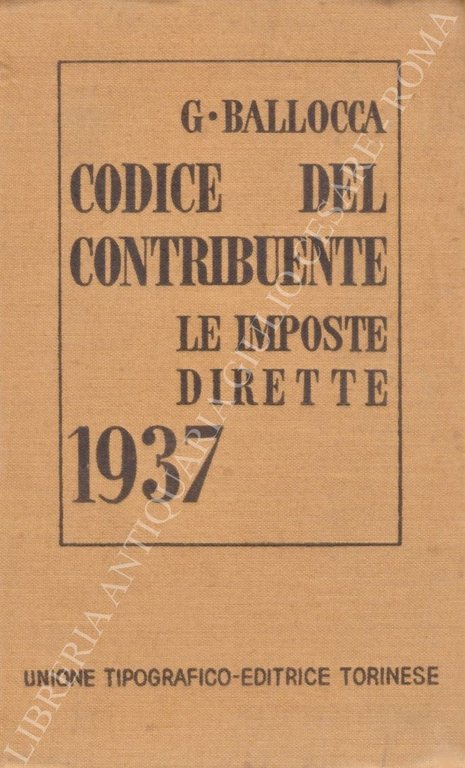 G·BALLOCCA
CODICE DEL
CONTRIBUENTE
LE IMPOSTE
DIRETTE
1937
UNIONE TIPOGRAFICO-EDITRICE TORINESE
LIBRERIA ANTIQUARIA GIULIO CESARE - ROMA